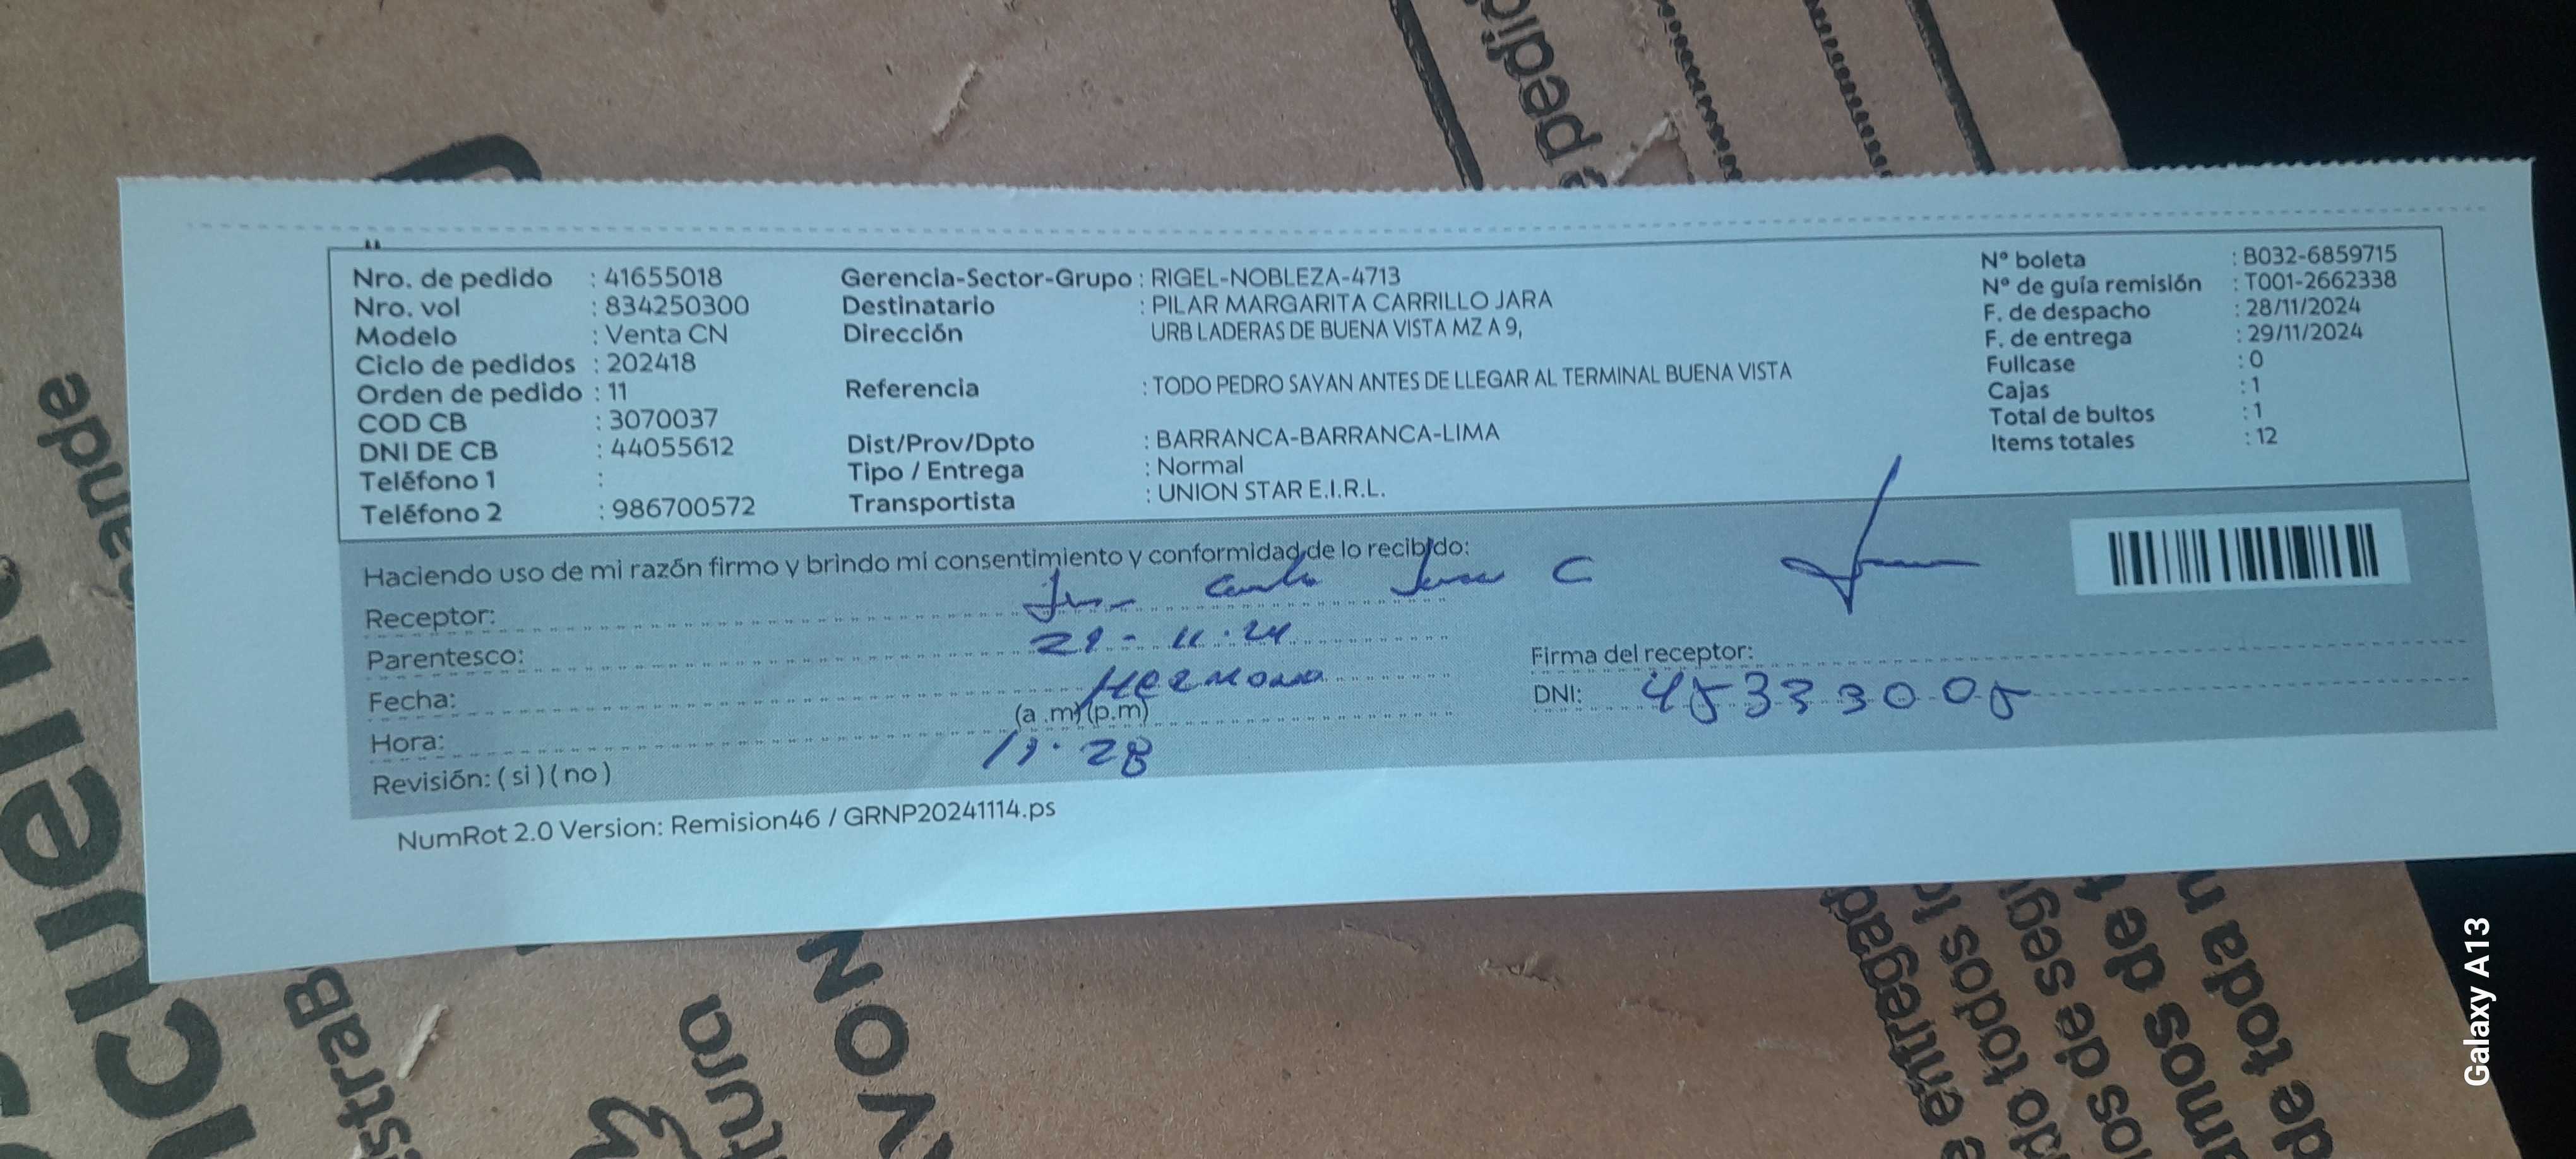 Nro. de pedido : 41655018
Nro. vol : 834250300
Modelo : Venta CN
Ciclo de pedidos : 202418
Orden de pedido : 11
COD CB : 3070037
DNI DE CB : 44055612
Teléfono 1 :
Teléfono 2 : 986700572
Gerencia-Sector-Grupo : RIGEL-NOBLEZA-4713
Destinatario : PILAR MARGARITA CARRILLO JARA
Dirección URB LADERAS DE BUENA VISTA MZ A 9,
Referencia : TODO PEDRO SAYAN ANTES DE LLEGAR AL TERMINAL BUENA VISTA
Dist/Prov/Dpto : BARRANCA-BARRANCA-LIMA
Tipo / Entrega : Normal
Transportista : UNION STAR E.I.R.L.
N° boleta : B032-6859715
N° de guía remisión : T001-2662338
F. de despacho : 28/11/2024
F. de entrega : 29/11/2024
Fullcase : 0
Cajas : 1
Total de bultos : 1
Items totales : 12
Haciendo uso de mi razón firmo y brindo mi consentimiento y conformidad de lo recibido:
Receptor: C
Parentesco:
Fecha: Hermano
(a .m) (p.m)
Hora:
Revisión: ( si ) ( no )
Firma del receptor:
DNI: 45333005
NumRot 2.0 Version: Remision46 / GRNP20241114.ps
Galaxy A13
de toda
todo todos
entregad